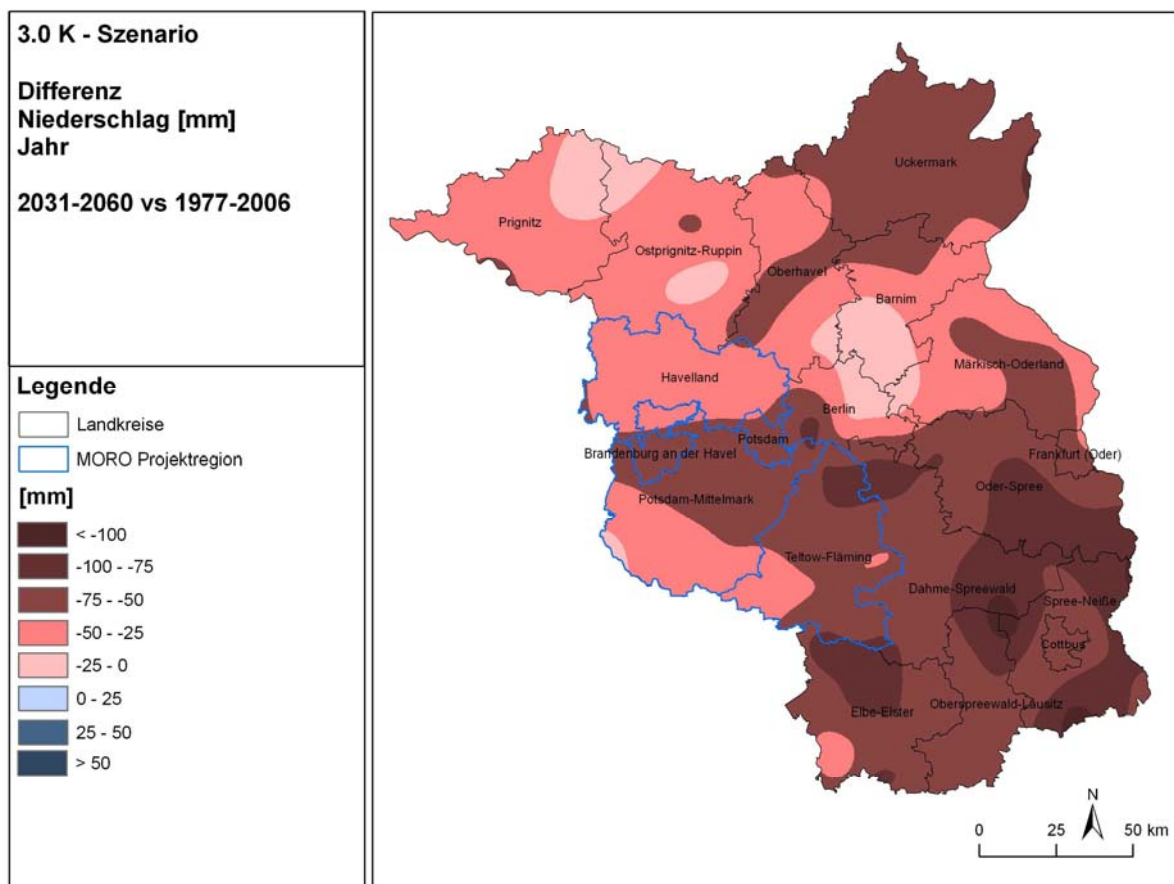 3.0 K - Szenario
Differenz
Niederschlag [mm]
Jahr
2031-2060 vs 1977-2006
Legende
Landkreise
MORO Projektregion
[mm]
< -100
-100 - -75
-75 - -50
-50 - -25
-25 - 0
0 - 25
25 - 50
> 50
Uckermark
Prignitz
Ostprignitz-Ruppin
Oberhavel
Barnim
Märkisch-Oderland
Havelland
Berlin
Potsdam
Brandenburg an der Havel
Frankfurt (Oder)
Oder-Spree
Potsdam-Mittelmark
Teltow-Fläming
Dahme-Spreewald
Spree-Neiße
Cottbus
Elbe-Elster
Oberspreewald-Lausitz
N
0 25 50 km